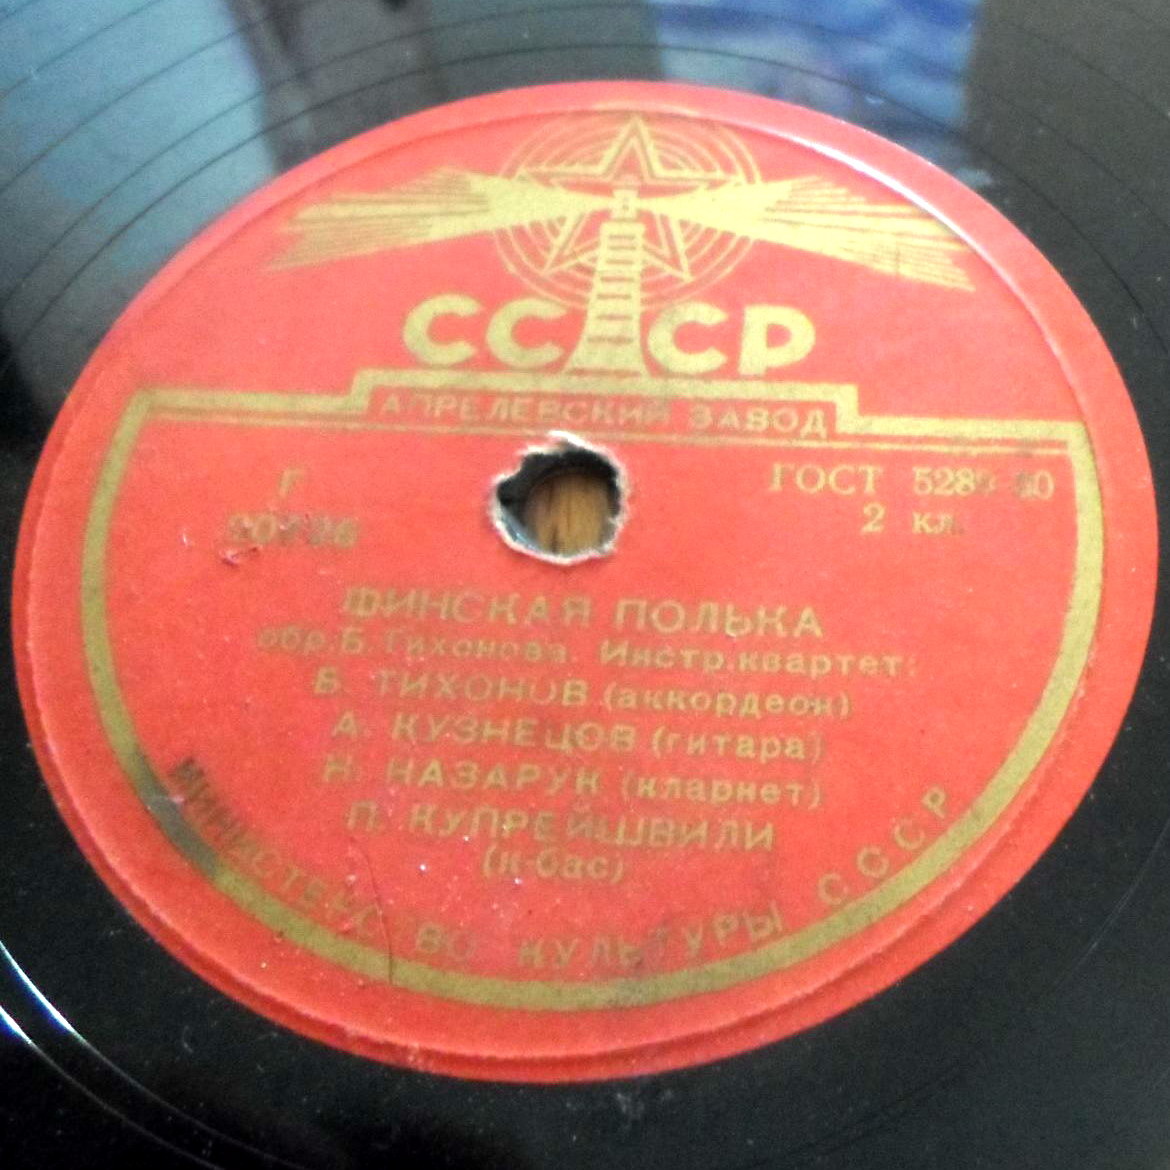 СССР
АПРЕЛЕВСКИЙ ЗАВОД
Г
ГОСТ
2 кл.
ФИНСКАЯ ПОЛЬКА
обр. Б. Тихонова. Инстр. квартет:
Б. ТИХОНОВ (аккордеон)
А. КУЗНЕЦОВ (гитара)
Н. НАЗАРУК (кларнет)
П. КУПРЕЙШВИЛИ
(к-бас)
МИНИСТЕРСТВО КУЛЬТУРЫ СССР